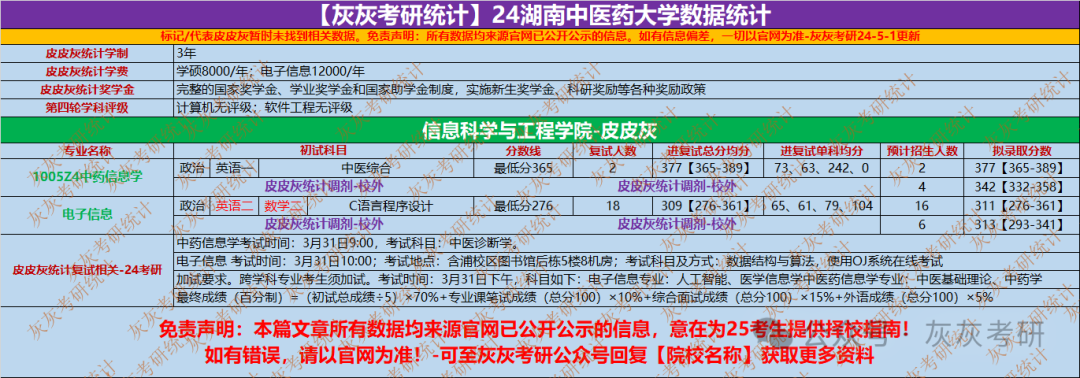 【灰灰考研统计】24湖南中医药大学数据统计
标记/代表皮皮灰暂时未找到相关数据。免责声明：所有数据均来源官网已公开公示的信息。如有信息偏差，一切以官网为准-灰灰考研24-5-1更新
皮皮灰统计学制 3年
皮皮灰统计学费 学硕8000/年；电子信息12000/年
皮皮灰统计奖学金 完整的国家奖学金、学业奖学金和国家助学金制度，实施新生奖学金、科研奖励等各种奖励政策
第四轮学科评级 计算机无评级；软件工程无评级
信息科学与工程学院-皮皮灰
专业名称 初试科目 分数线 复试人数 进复试总分均分 进复试单科均分 预计招生人数 拟录取分数
1005Z4中药信息学 政治 英语一 中医综合 最低分365 2 377【365-389】 73、63、242、0 2 377【365-389】
皮皮灰统计调剂-校外 皮皮灰统计调剂-校外 4 342【332-358】
电子信息 政治 英语二 数学二 C语言程序设计 最低分276 18 309【276-361】 65、61、79、104 16 311【276-361】
皮皮灰统计调剂-校外 皮皮灰统计调剂-校外 6 313【293-341】
皮皮灰统计复试相关-24考研
中药信息学考试时间：3月31日9:00，考试科目：中医诊断学。
电子信息 考试时间：3月31日10:00；考试地点：含浦校区图书馆后栋5楼8机房；考试科目及方式：数据结构与算法，使用OJ系统在线考试
加试要求。跨学科专业考生须加试。考试时间：3月31日下午，科目如下：电子信息专业：人工智能、医学信息学中医药信息学专业：中医基础理论、中药学
最终成绩（百分制）=（初试总成绩÷5）×70%+专业课笔试成绩（总分100）×10%+综合面试成绩（总分100）×15%+外语成绩（总分100）×5%
免责声明：本篇文章所有数据均来源官网已公开公示的信息，意在为25考生提供择校指南！
如有错误，请以官网为准！-可至灰灰考研公众号回复【院校名称】获取更多资料
公众号 灰灰考研
灰灰考研统计